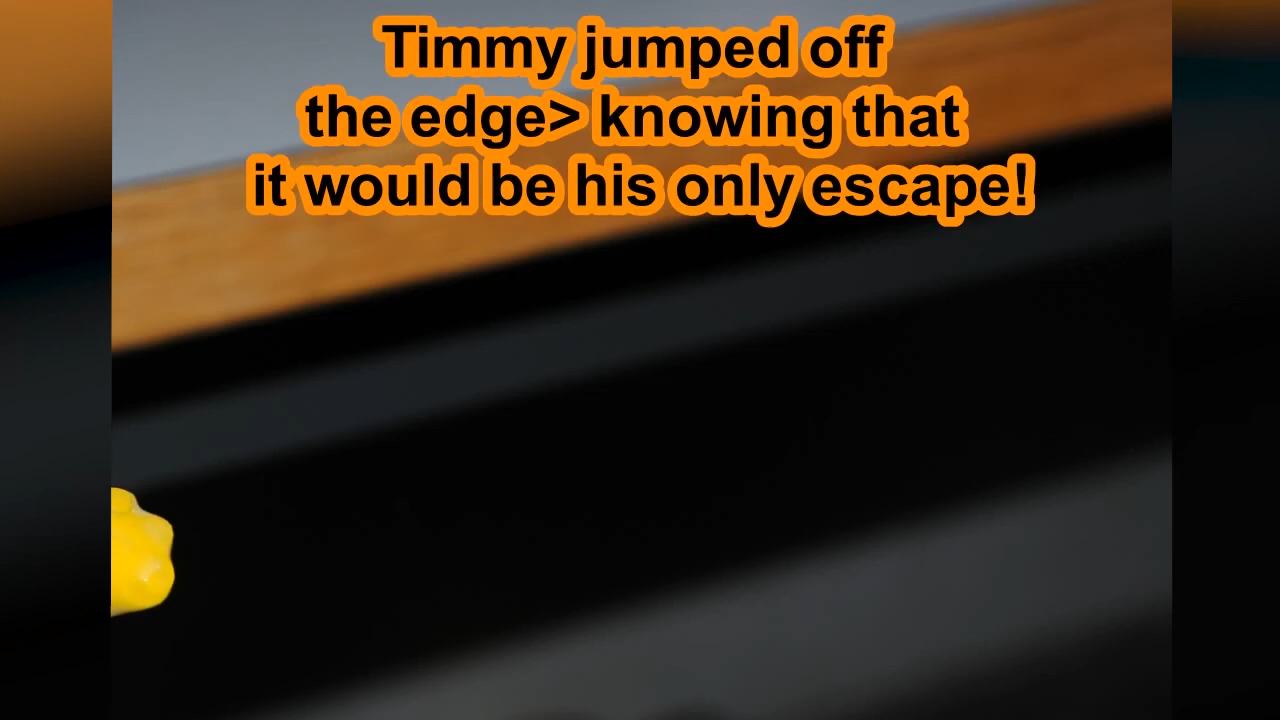 Timmy jumped off
the edge> knowing that
it would be his only escape!